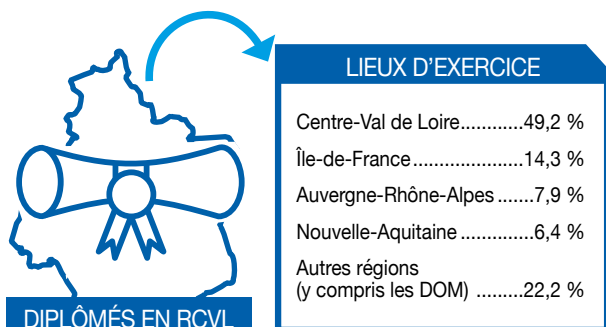 LIEUX D'EXERCICE
Centre-Val de Loire...........49,2 %
Île-de-France.................14,3 %
Auvergne-Rhône-Alpes .......7,9 %
Nouvelle-Aquitaine ..............6,4 %
Autres régions
(y compris les DOM) .........22,2 %
DIPLÔMÉS EN RCVL